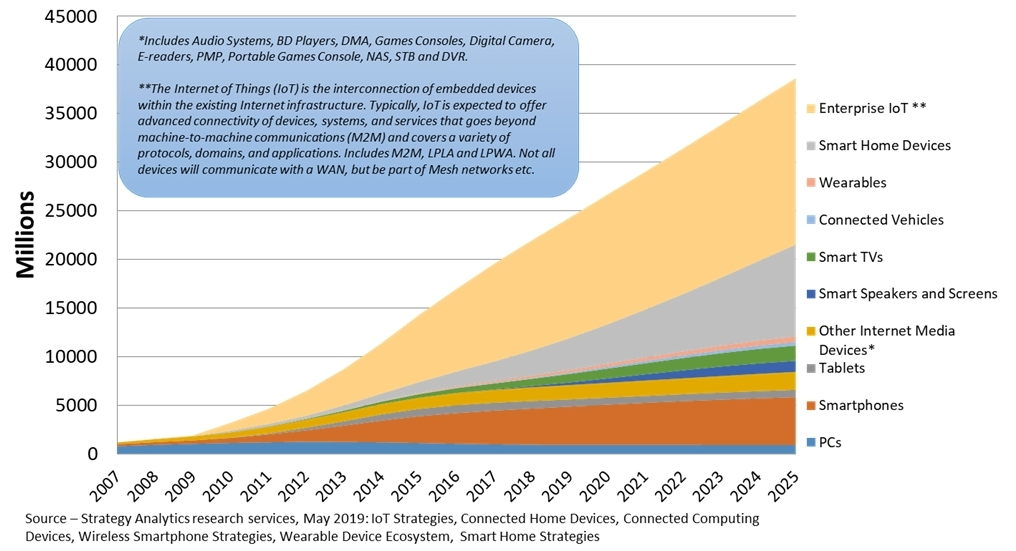 45000
40000
35000
30000
25000
20000
15000
10000
5000
0
Millions
*Includes Audio Systems, BD Players, DMA, Games Consoles, Digital Camera,
E-readers, PMP, Portable Games Console, NAS, STB and DVR.
**The Internet of Things (IoT) is the interconnection of embedded devices
within the existing Internet infrastructure. Typically, IoT is expected to offer
advanced connectivity of devices, systems, and services that goes beyond
machine-to-machine communications (M2M) and covers a variety of
protocols, domains, and applications. Includes M2M, LPLA and LPWA. Not all
devices will communicate with a WAN, but be part of Mesh networks etc.
Enterprise IoT **
Smart Home Devices
Wearables
Connected Vehicles
Smart TVs
Smart Speakers and Screens
Other Internet Media
Devices*
Tablets
Smartphones
PCs
2007
2008
2009
2010
2011
2012
2013
2014
2015
2016
2017
2018
2019
2020
2021
2022
2023
2024
2025
Source – Strategy Analytics research services, May 2019: IoT Strategies, Connected Home Devices, Connected Computing
Devices, Wireless Smartphone Strategies, Wearable Device Ecosystem, Smart Home Strategies